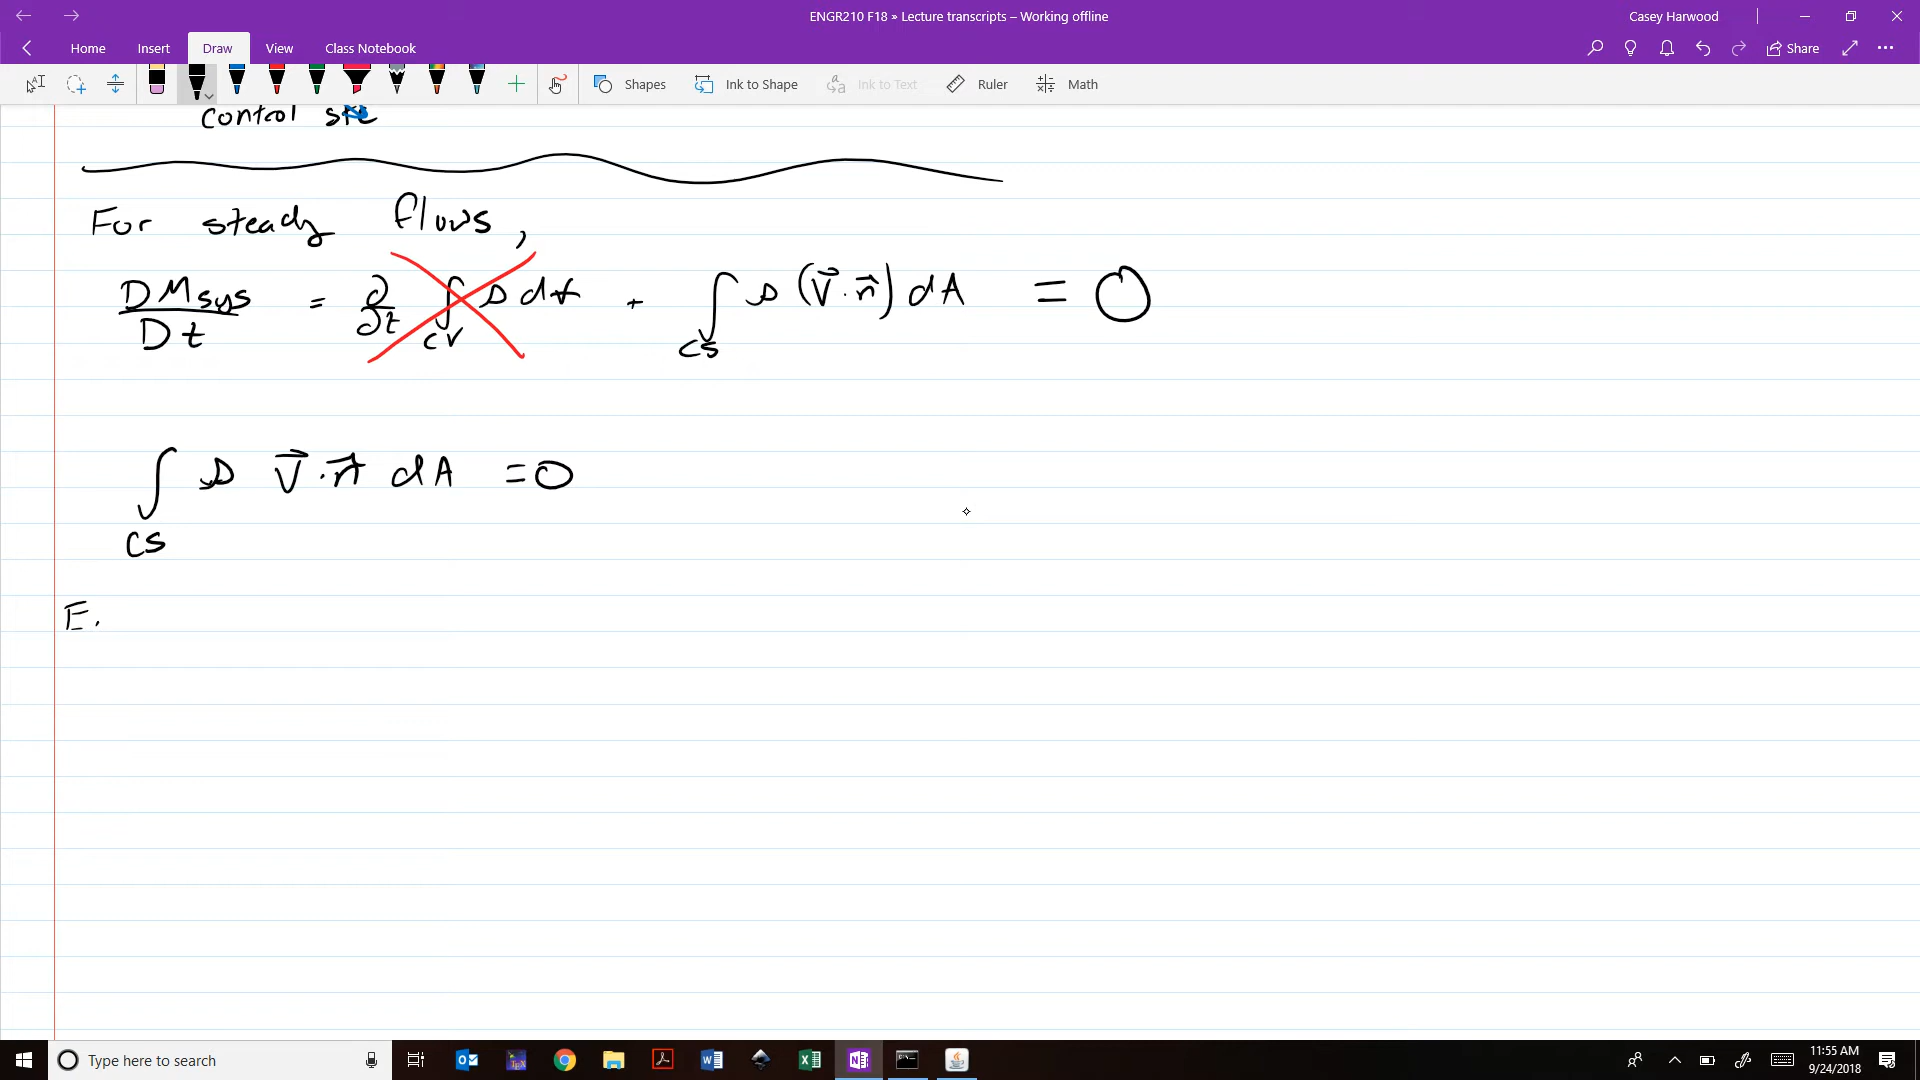 ENGR210 F18 » Lecture transcripts – Working offline
Casey Harwood
Home Insert Draw View Class Notebook
Share
Shapes Ink to Shape Ink to Text Ruler Math
control
For steady flows,
DMsys/Dt = ∂/∂t ∫CV ρ dV + ∫CS ρ (V⃗·n⃗) dA = 0
∫CS ρ V⃗·n⃗ dA = 0
E.
Type here to search
11:55 AM
9/24/2018